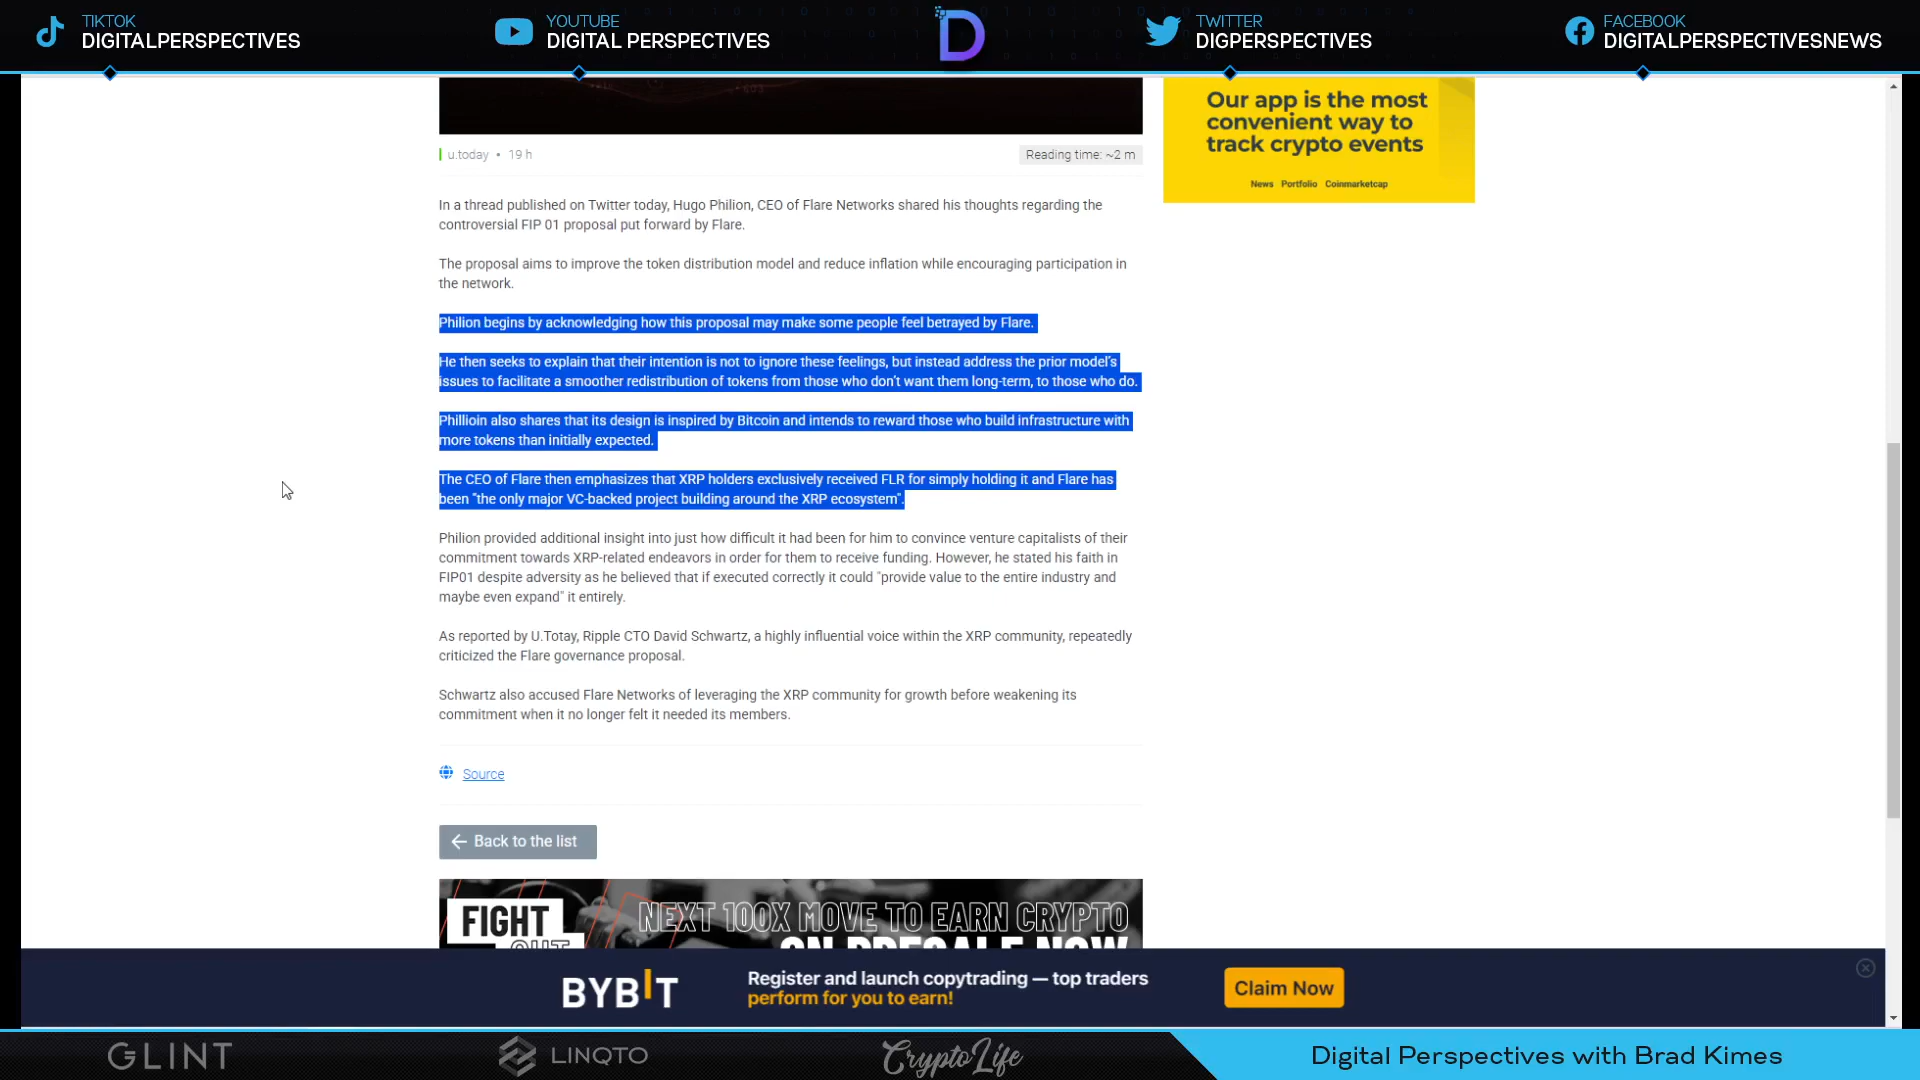 TIKTOK
DIGITALPERSPECTIVES
YOUTUBE
DIGITAL PERSPECTIVES
D
TWITTER
DIGPERSPECTIVES
FACEBOOK
DIGITALPERSPECTIVESNEWS
u.today • 19 h
Reading time: ~2 m
In a thread published on Twitter today, Hugo Philion, CEO of Flare Networks shared his thoughts regarding the
controversial FIP 01 proposal put forward by Flare.
The proposal aims to improve the token distribution model and reduce inflation while encouraging participation in
the network.
Philion begins by acknowledging how this proposal may make some people feel betrayed by Flare.
He then seeks to explain that their intention is not to ignore these feelings, but instead address the prior model's
issues to facilitate a smoother redistribution of tokens from those who don't want them long-term, to those who do.
Phillioin also shares that its design is inspired by Bitcoin and intends to reward those who build infrastructure with
more tokens than initially expected.
The CEO of Flare then emphasizes that XRP holders exclusively received FLR for simply holding it and Flare has
been "the only major VC-backed project building around the XRP ecosystem".
Philion provided additional insight into just how difficult it had been for him to convince venture capitalists of their
commitment towards XRP-related endeavors in order for them to receive funding. However, he stated his faith in
FIP01 despite adversity as he believed that if executed correctly it could "provide value to the entire industry and
maybe even expand" it entirely.
As reported by U.Totay, Ripple CTO David Schwartz, a highly influential voice within the XRP community, repeatedly
criticized the Flare governance proposal.
Schwartz also accused Flare Networks of leveraging the XRP community for growth before weakening its
commitment when it no longer felt it needed its members.
Source
Back to the list
Our app is the most
convenient way to
track crypto events
News Portfolio Coinmarketcap
FIGHT
OUT
NEXT 100X MOVE TO EARN CRYPTO
ON PRESALE NOW
BYBIT
Register and launch copytrading — top traders
perform for you to earn!
Claim Now
GLINT
LINQTO
CryptoLife
Digital Perspectives with Brad Kimes